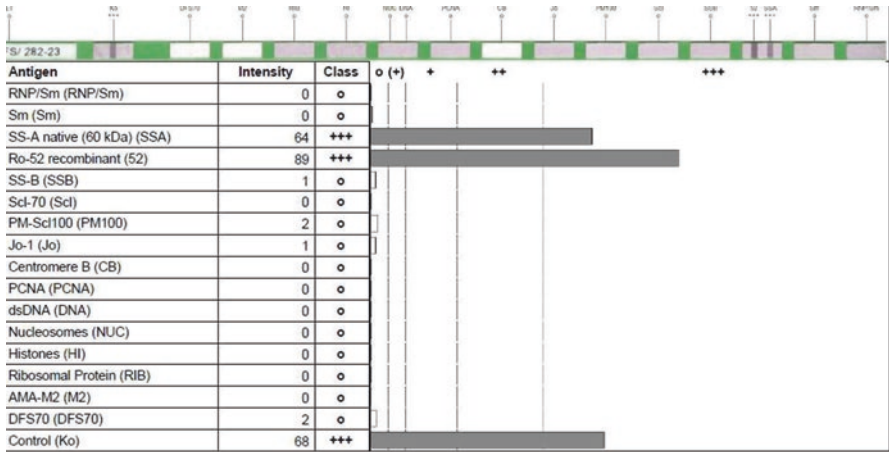 S/ 282-23
Antigen Intensity Class o (+) + ++ +++
RNP/Sm (RNP/Sm) 0 o
Sm (Sm) 0 o
SS-A native (60 kDa) (SSA) 64 +++
Ro-52 recombinant (52) 89 +++
SS-B (SSB) 1 o
Scl-70 (Scl) 0 o
PM-Scl100 (PM100) 2 o
Jo-1 (Jo) 1 o
Centromere B (CB) 0 o
PCNA (PCNA) 0 o
dsDNA (DNA) 0 o
Nucleosomes (NUC) 0 o
Histones (HI) 0 o
Ribosomal Protein (RIB) 0 o
AMA-M2 (M2) 0 o
DFS70 (DFS70) 2 o
Control (Ko) 68 +++